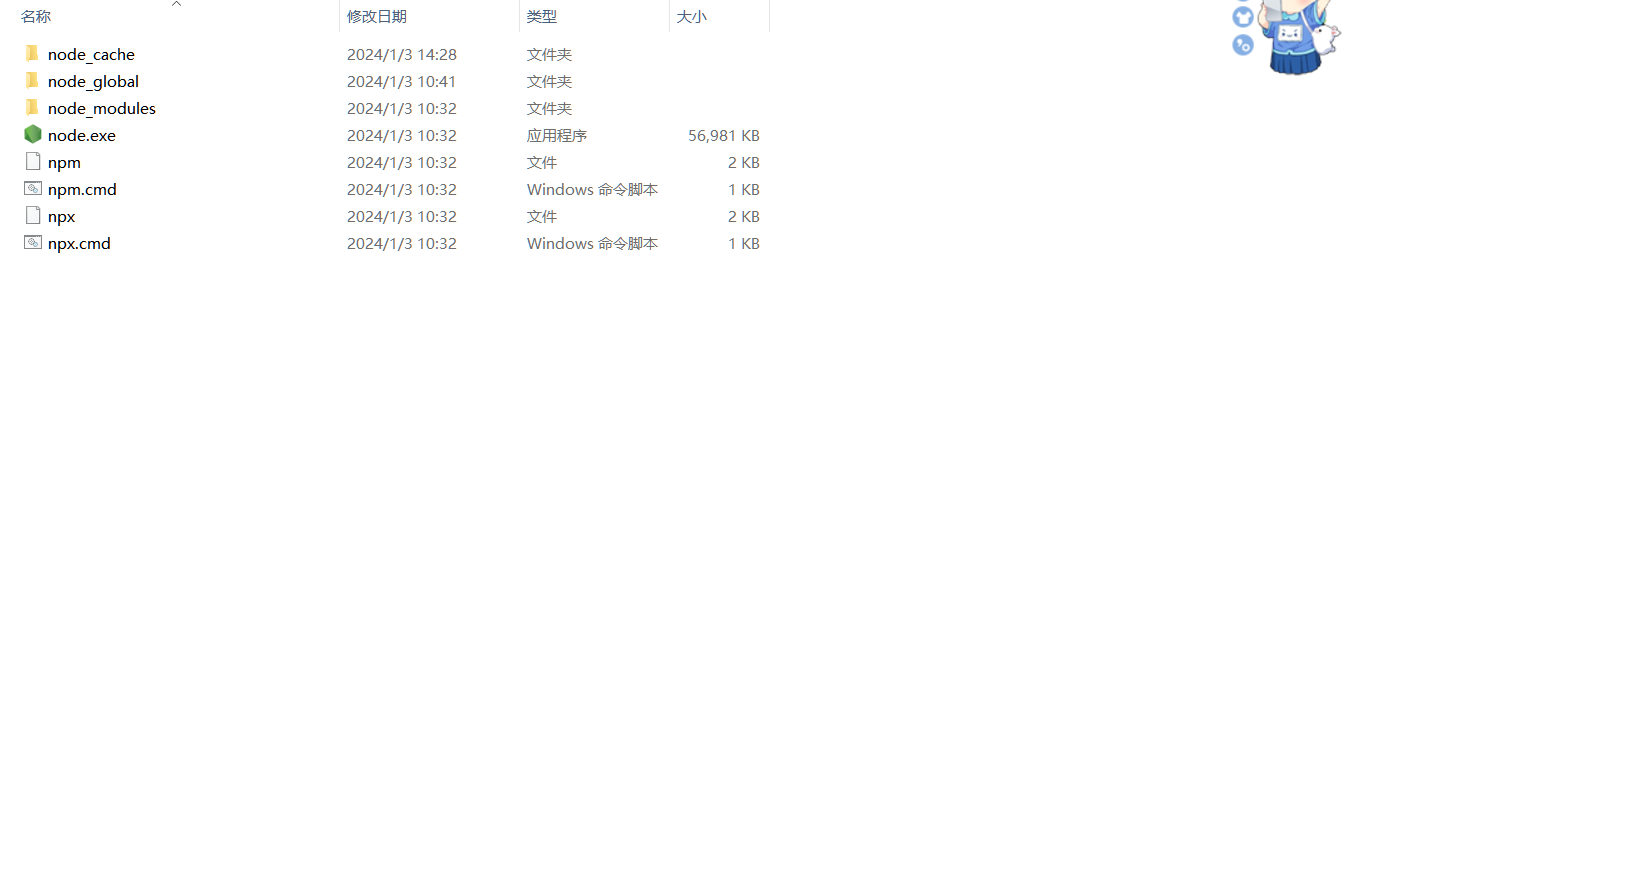 名称 修改日期 类型 大小
node_cache 2024/1/3 14:28 文件夹
node_global 2024/1/3 10:41 文件夹
node_modules 2024/1/3 10:32 文件夹
node.exe 2024/1/3 10:32 应用程序 56,981 KB
npm 2024/1/3 10:32 文件 2 KB
npm.cmd 2024/1/3 10:32 Windows 命令脚本 1 KB
npx 2024/1/3 10:32 文件 2 KB
npx.cmd 2024/1/3 10:32 Windows 命令脚本 1 KB